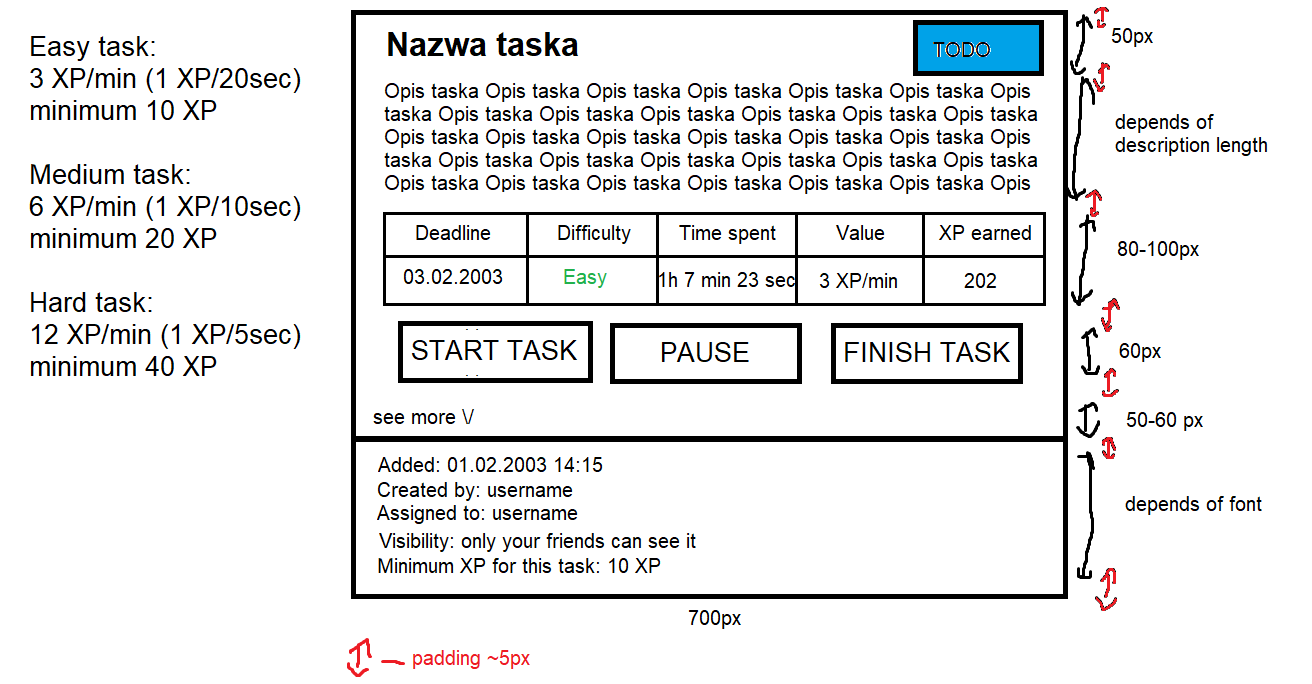 Easy task:
3 XP/min (1 XP/20sec)
minimum 10 XP
Medium task:
6 XP/min (1 XP/10sec)
minimum 20 XP
Hard task:
12 XP/min (1 XP/5sec)
minimum 40 XP
Nazwa taska
TODO
Opis taska Opis taska Opis taska Opis taska Opis taska Opis taska Opis
taska Opis taska Opis taska Opis taska Opis taska Opis taska Opis taska
Opis taska Opis taska Opis taska Opis taska Opis taska Opis taska Opis
taska Opis taska Opis taska Opis taska Opis taska Opis taska Opis taska
Opis taska Opis taska Opis taska Opis taska Opis taska Opis taska Opis
Deadline Difficulty Time spent Value XP earned
03.02.2003 Easy 1h 7 min 23 sec 3 XP/min 202
START TASK PAUSE FINISH TASK
see more \/
Added: 01.02.2003 14:15
Created by: username
Assigned to: username
Visibility: only your friends can see it
Minimum XP for this task: 10 XP
50px
depends of
description length
80-100px
60px
50-60 px
depends of font
700px
padding ~5px